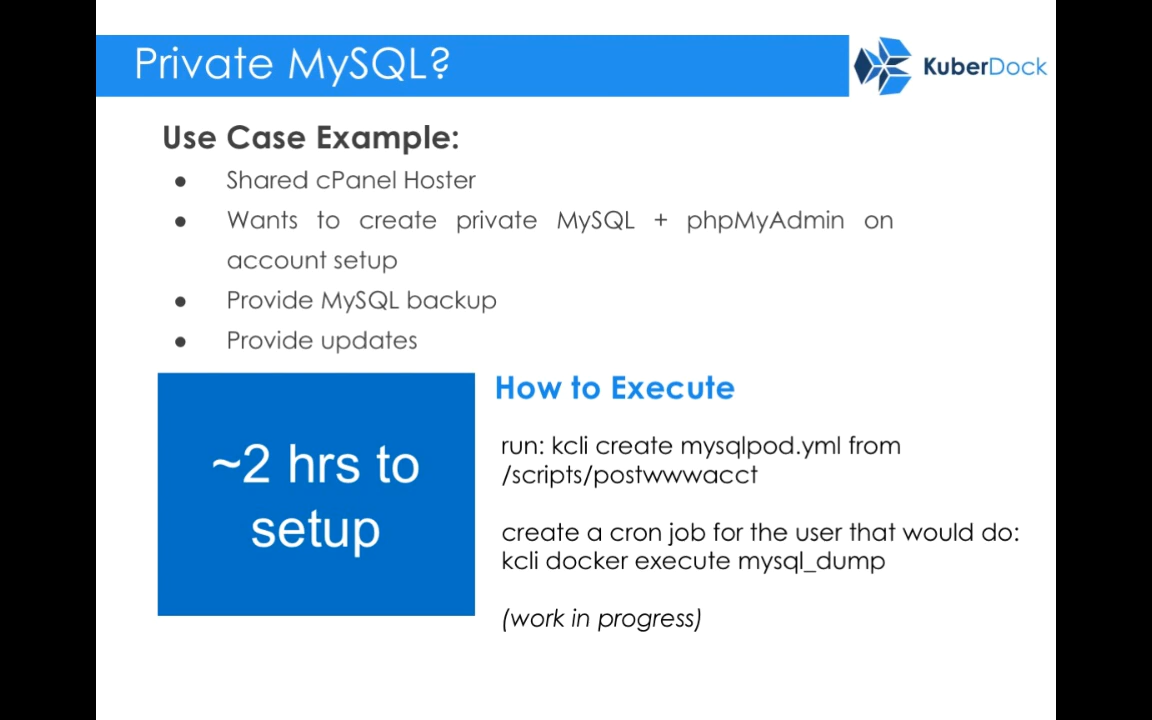 Private MySQL?
KuberDock
Use Case Example:
● Shared cPanel Hoster
● Wants to create private MySQL + phpMyAdmin on
account setup
● Provide MySQL backup
● Provide updates
~2 hrs to
setup
How to Execute
run: kcli create mysqlpod.yml from
/scripts/postwwwacct
create a cron job for the user that would do:
kcli docker execute mysql_dump
(work in progress)